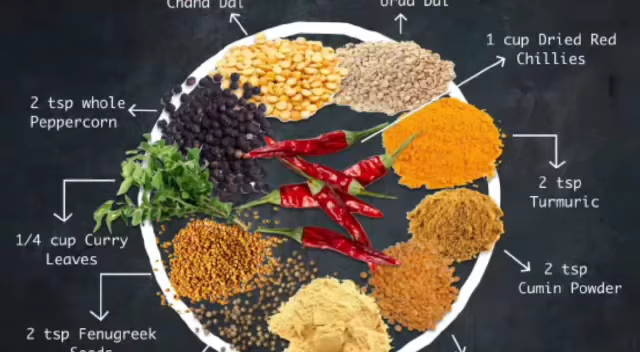 Chana Dal
Urad Dal
1 cup Dried Red
Chillies
2 tsp whole
Peppercorn
2 tsp
Turmeric
1/4 cup Curry
Leaves
2 tsp
Cumin Powder
2 tsp Fenugreek
Seeds